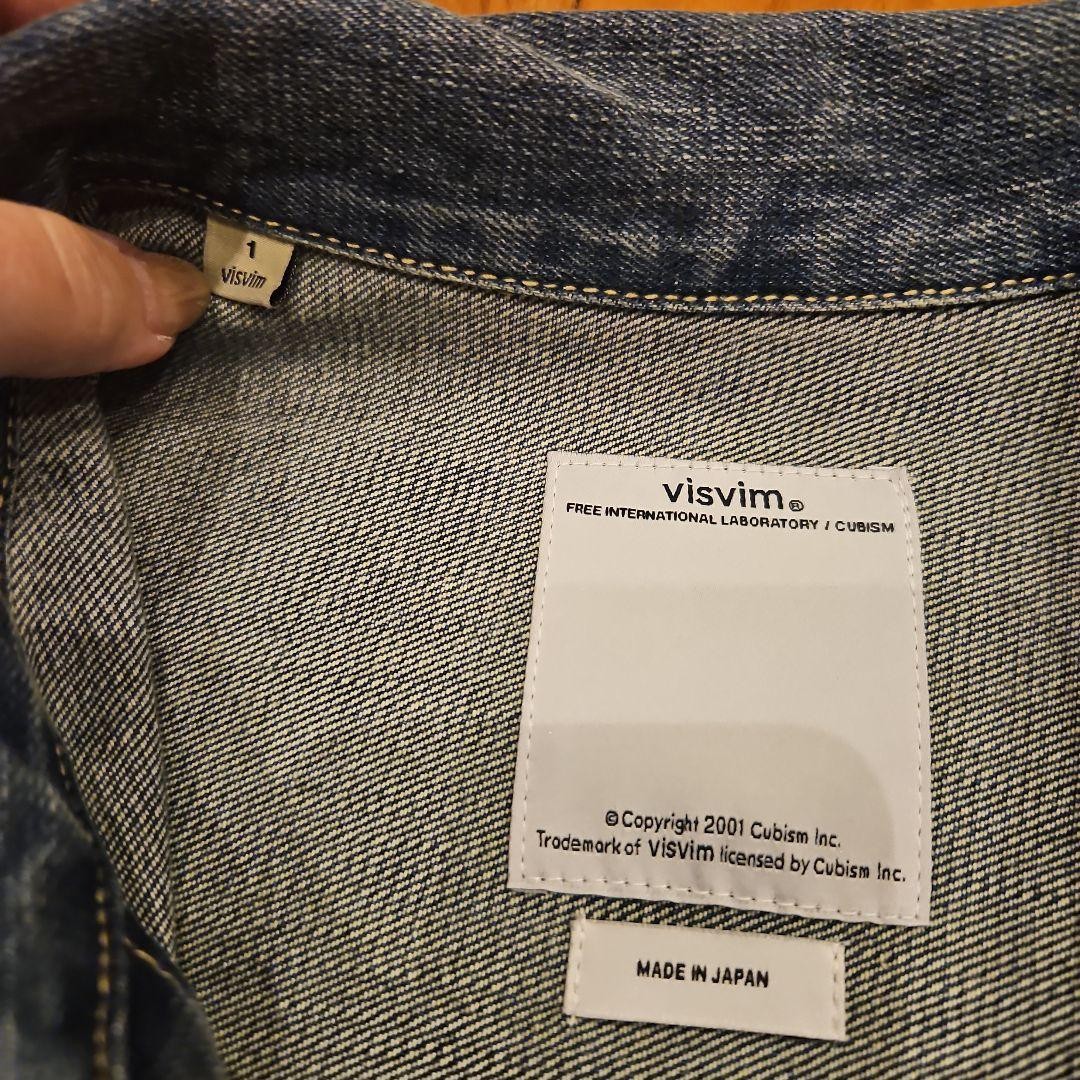 1
visvim
visvim®
FREE INTERNATIONAL LABORATORY / CUBISM
© Copyright 2001 Cubism Inc.
Trademark of visvim licensed by Cubism Inc.
MADE IN JAPAN